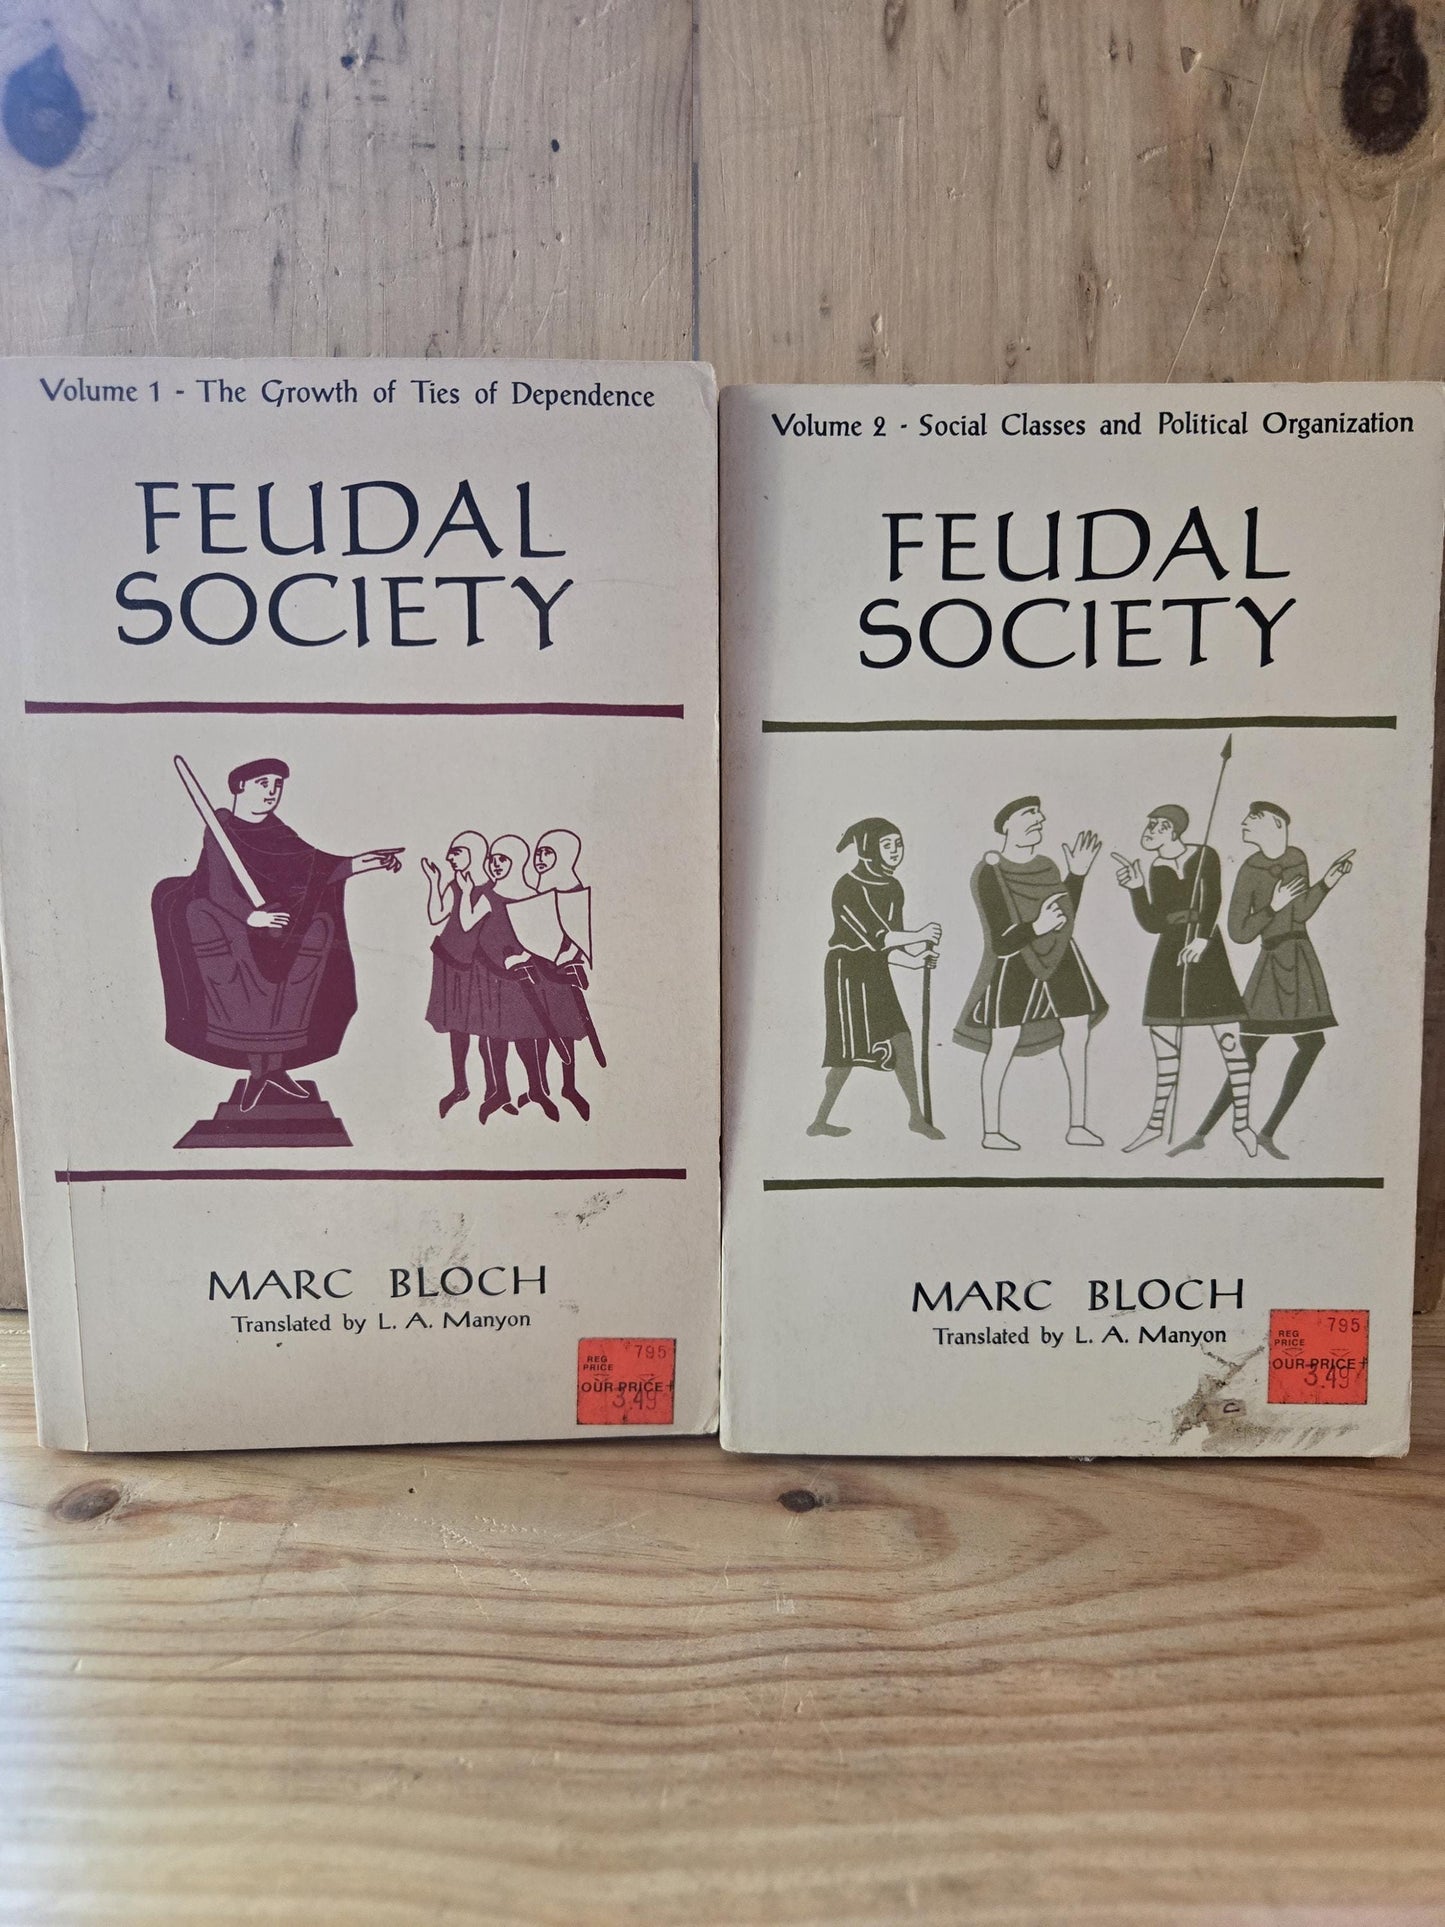 Volume 1 - The Growth of Ties of Dependence
FEUDAL
SOCIETY
MARC BLOCH
Translated by L. A. Manyon
REG
PRICE
795
OUR PRICE
3.49
Volume 2 - Social Classes and Political Organization
FEUDAL
SOCIETY
MARC BLOCH
Translated by L. A. Manyon
REG
PRICE
795
OUR PRICE
3.49